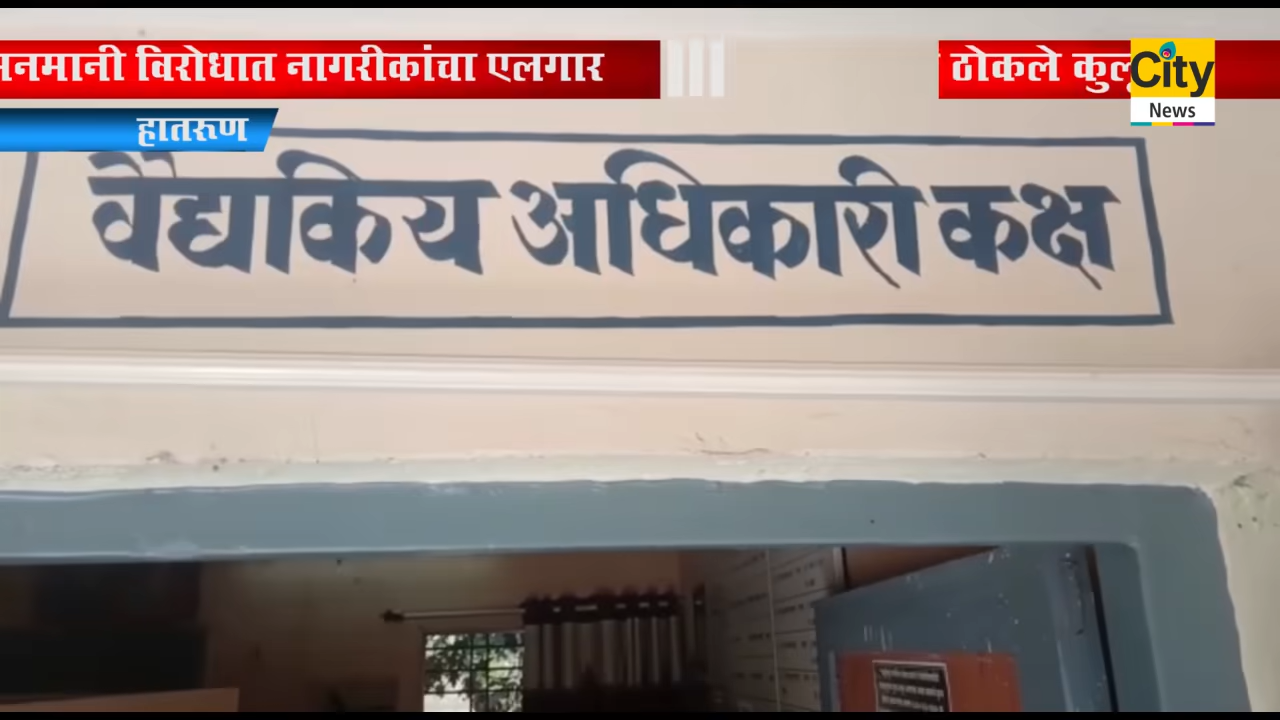 मनमानी विरोधात नागरीकांचा एलगार
ठोकले
City
News
हातरूण
वैद्यकिय अधिकारी कक्ष